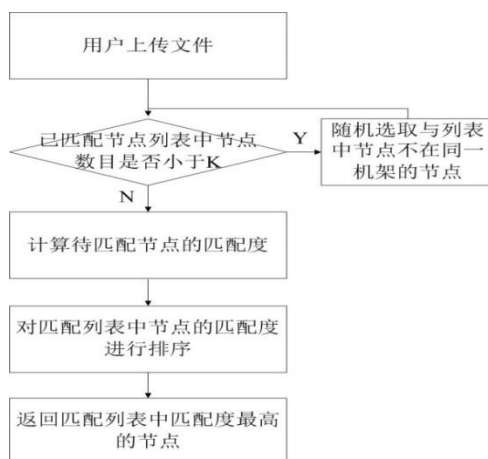 用户上传文件
已匹配节点列表中节点
数目是否小于K
Y
随机选取与列表
中节点不在同一
机架的节点
N
计算待匹配节点的匹配度
对匹配列表中节点的匹配度
进行排序
返回匹配列表中匹配度最高
的节点